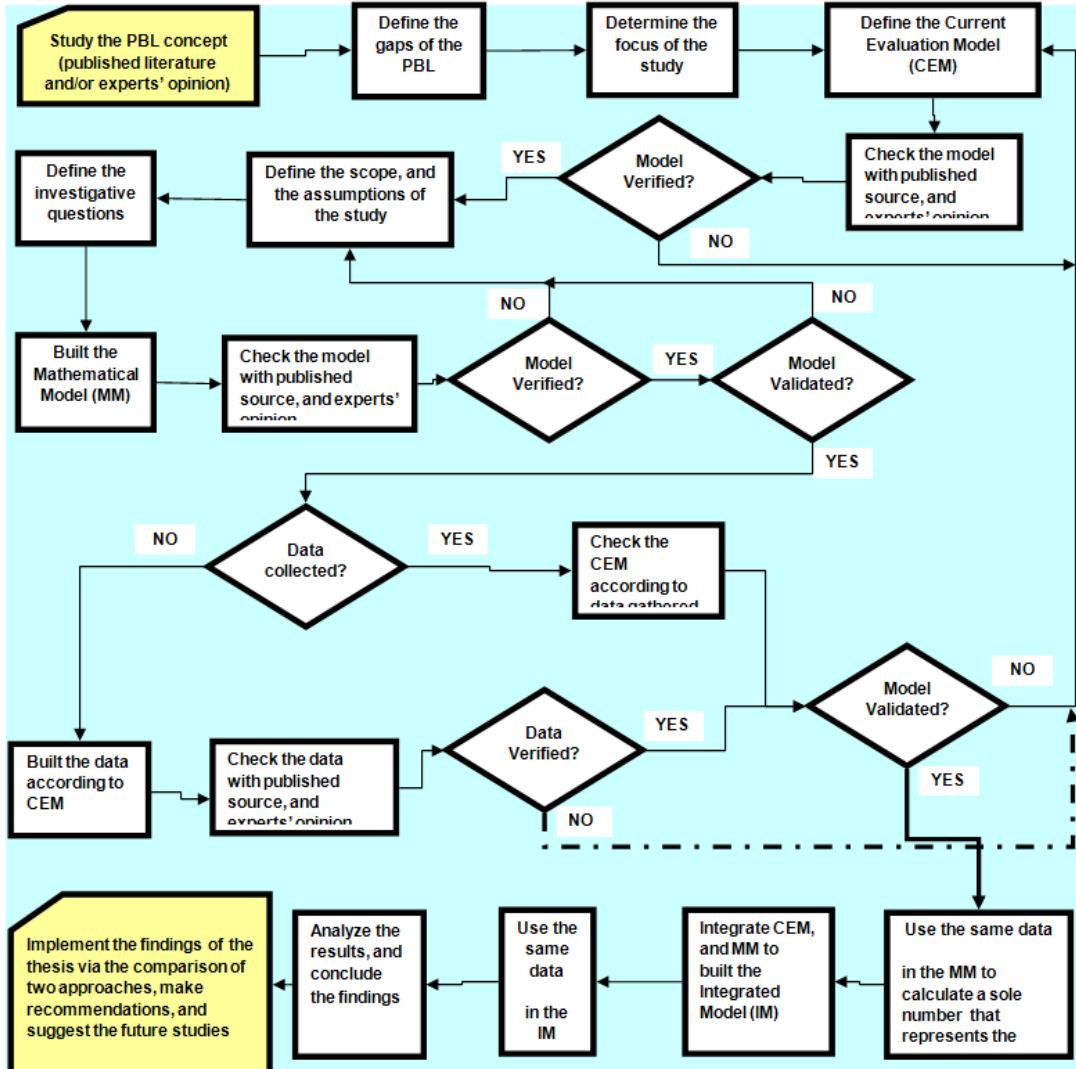 Study the PBL concept
(published literature
and/or experts' opinion)
Define the
gaps of the
PBL
Determine the
focus of the
study
Define the Current
Evaluation Model
(CEM)
Define the
investigative
questions
Define the scope, and
the assumptions of
the study
YES
Model
Verified?
Check the model
with published
source, and
experts' opinion
NO
NO
NO
Built the
Mathematical
Model (MM)
Check the model
with published
source, and experts'
opinion
Model
Verified?
YES
Model
Validated?
YES
NO
Data
collected?
YES
Check the
CEM
according to
data gathered
Built the data
according to
CEM
Check the data
with published
source, and
experts' opinion
Data
Verified?
YES
NO
Model
Validated?
NO
YES
Implement the findings of the
thesis via the comparison of
two approaches, make
recommendations, and
suggest the future studies
Analyze the
results, and
conclude
the findings
Use the
same
data
in the
IM
Integrate CEM,
and MM to
built the
Integrated
Model (IM)
Use the same data
in the MM to
calculate a sole
number that
represents the